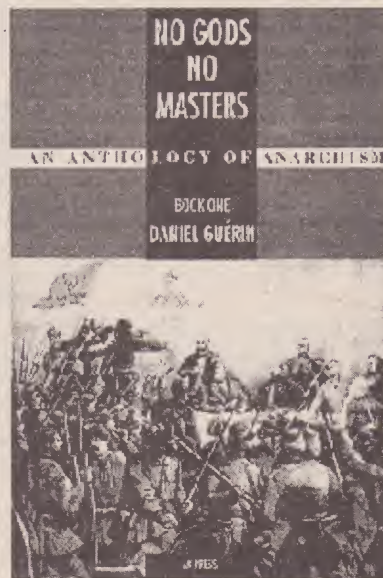 NO GODS
NO
MASTERS
AN ANTHOLOGY OF ANARCHISM
BOOK ONE
DANIEL GUÉRIN
AK PRESS